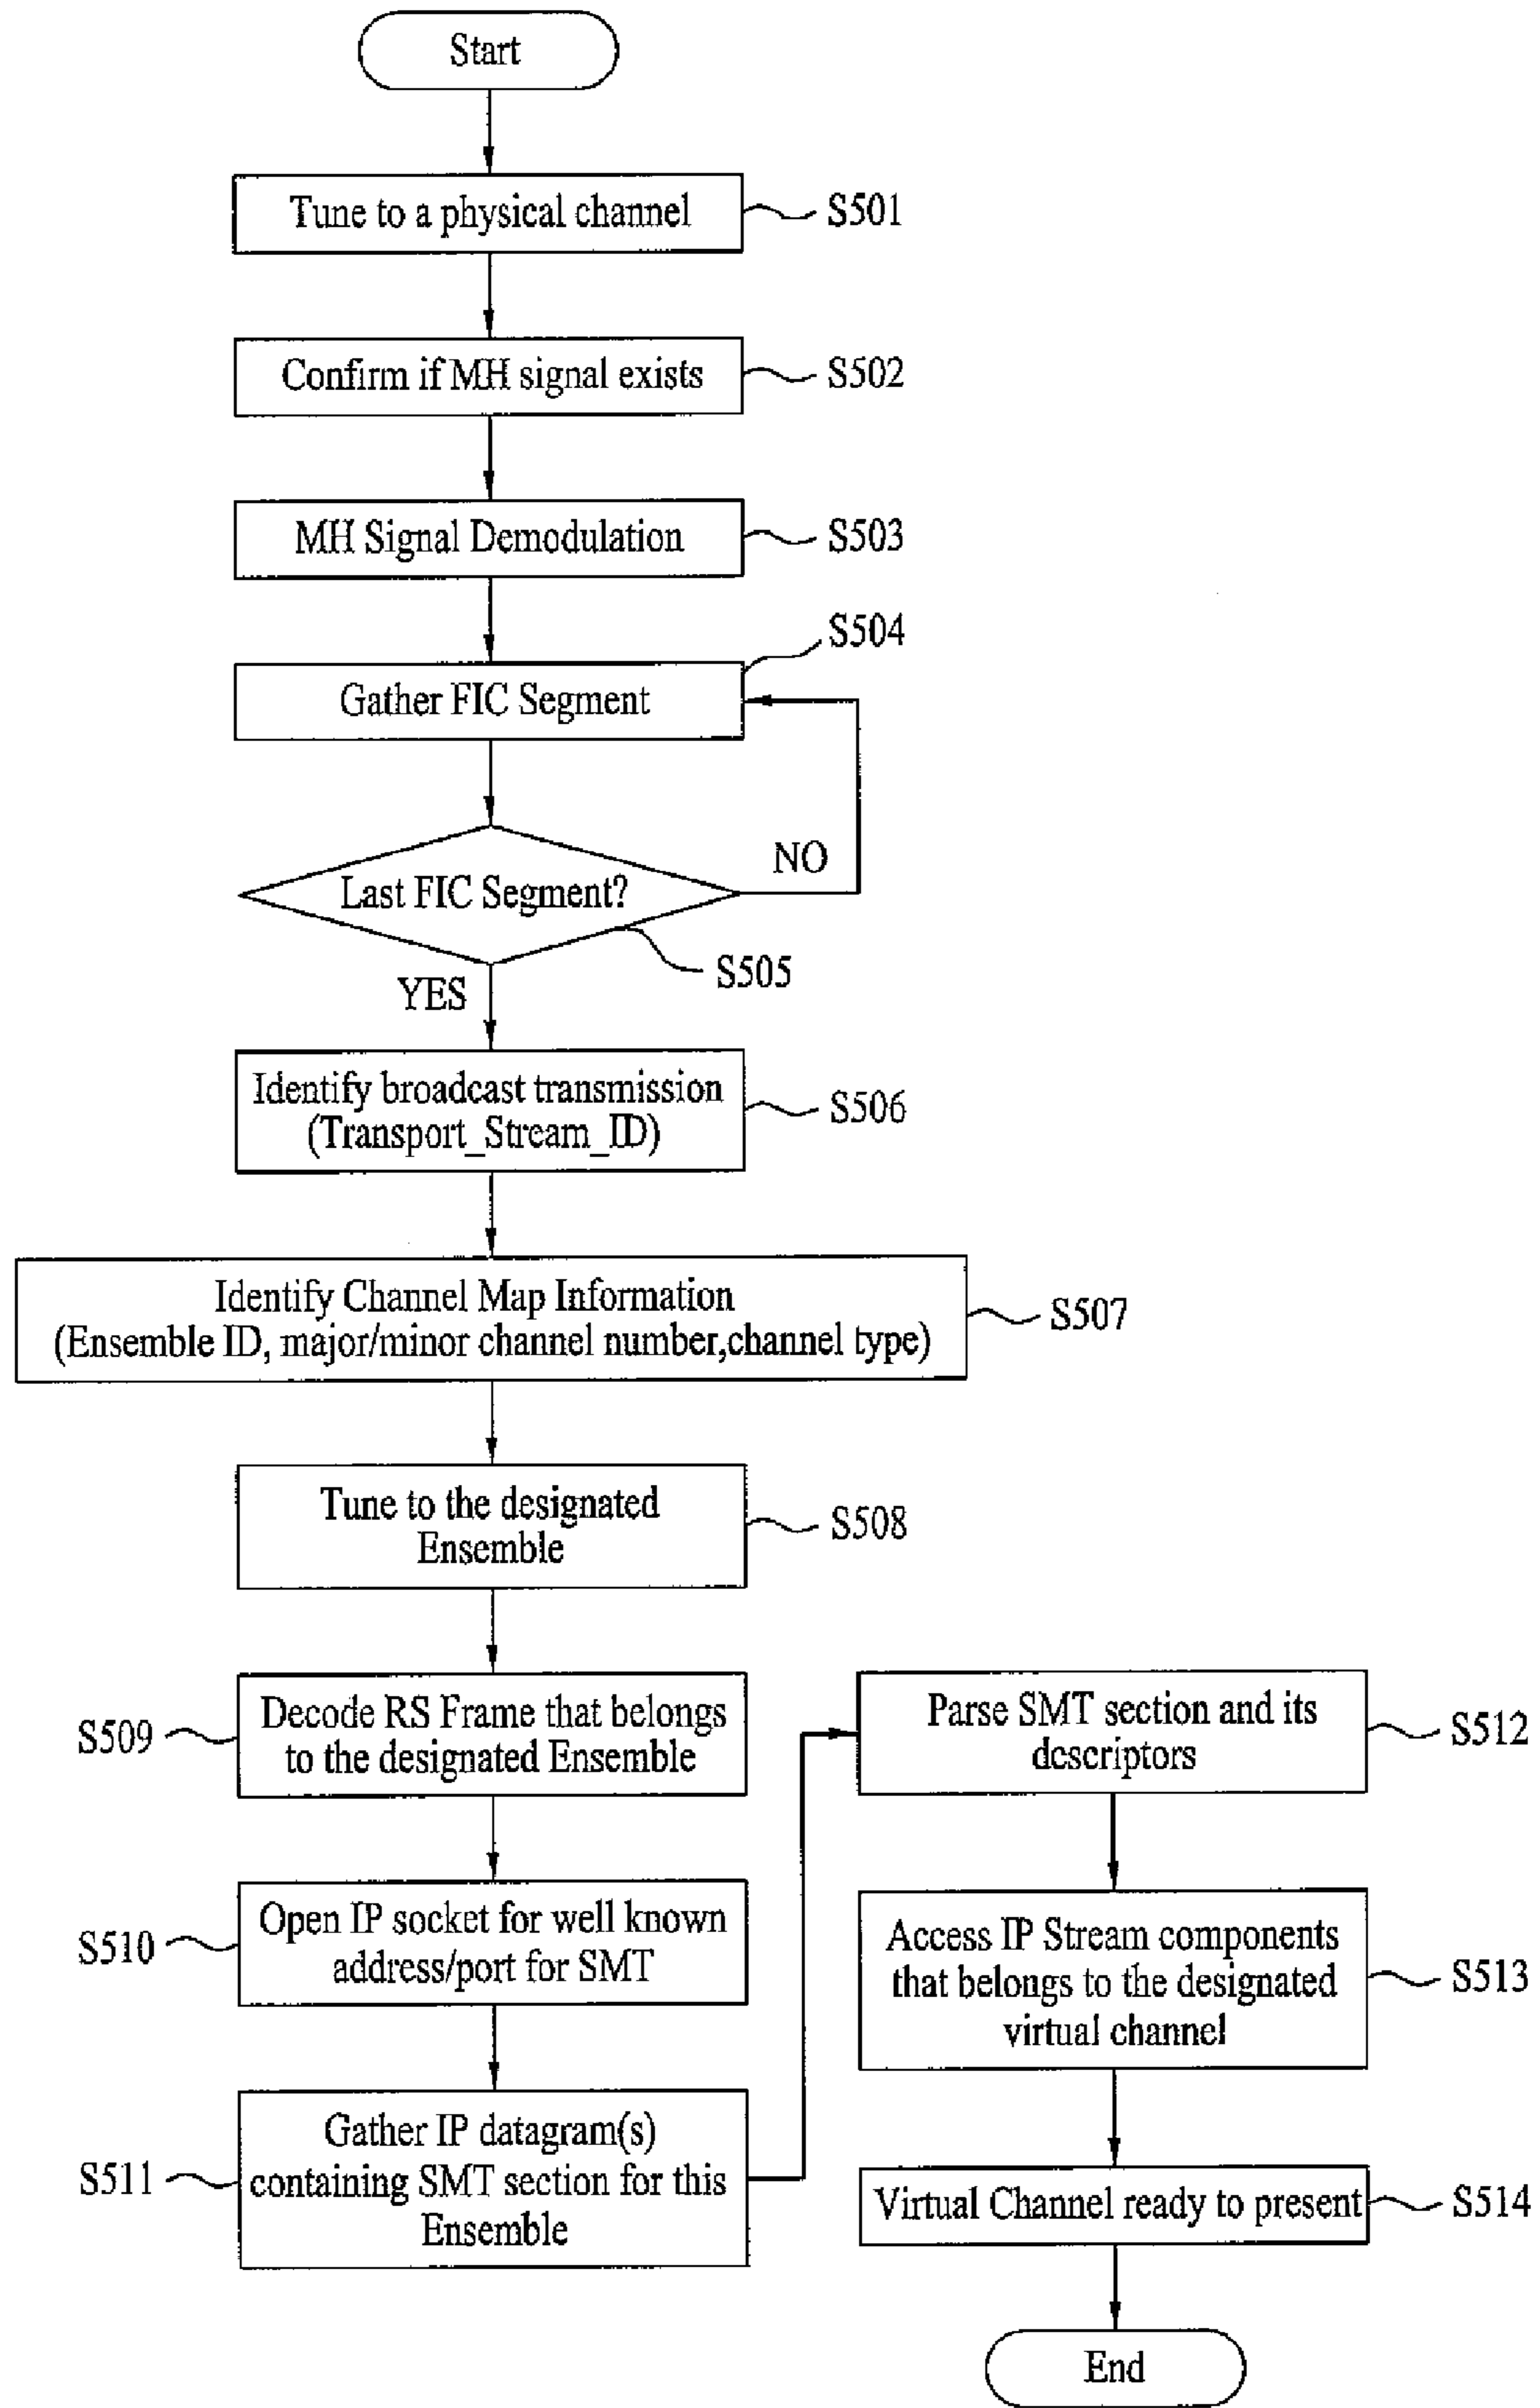 Start
Tune to a physical channel
S501
Confirm if MH signal exists
S502
MH Signal Demodulation
S503
S504
Gather FIC Segment
NO
Last FIC Segment?
S505
YES
Identify broadcast transmission
(Transport_Stream_ID)
S506
Identify Channel Map Information
(Ensemble ID, major/minor channel number,channel type)
S507
Tune to the designated
Ensemble
S508
S509
Decode RS Frame that belongs
to the designated Ensemble
S510
Open IP socket for well known
address/port for SMT
S511
Gather IP datagram(s)
containing SMT section for this
Ensemble
Parse SMT section and its
descriptors
S512
Access IP Stream components
that belongs to the designated
virtual channel
S513
Virtual Channel ready to present
S514
End